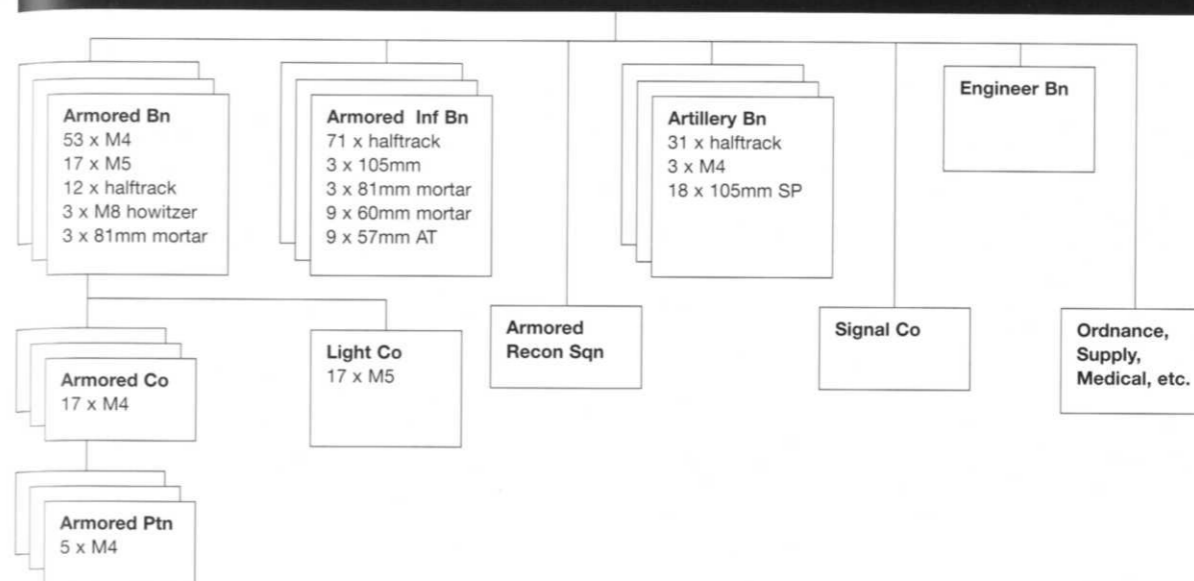 Armored Bn
53 x M4
17 x M5
12 x halftrack
3 x M8 howitzer
3 x 81mm mortar
Armored Inf Bn
71 x halftrack
3 x 105mm
3 x 81mm mortar
9 x 60mm mortar
9 x 57mm AT
Artillery Bn
31 x halftrack
3 x M4
18 x 105mm SP
Engineer Bn
Armored Co
17 x M4
Light Co
17 x M5
Armored
Recon Sqn
Signal Co
Ordnance,
Supply,
Medical, etc.
Armored Ptn
5 x M4